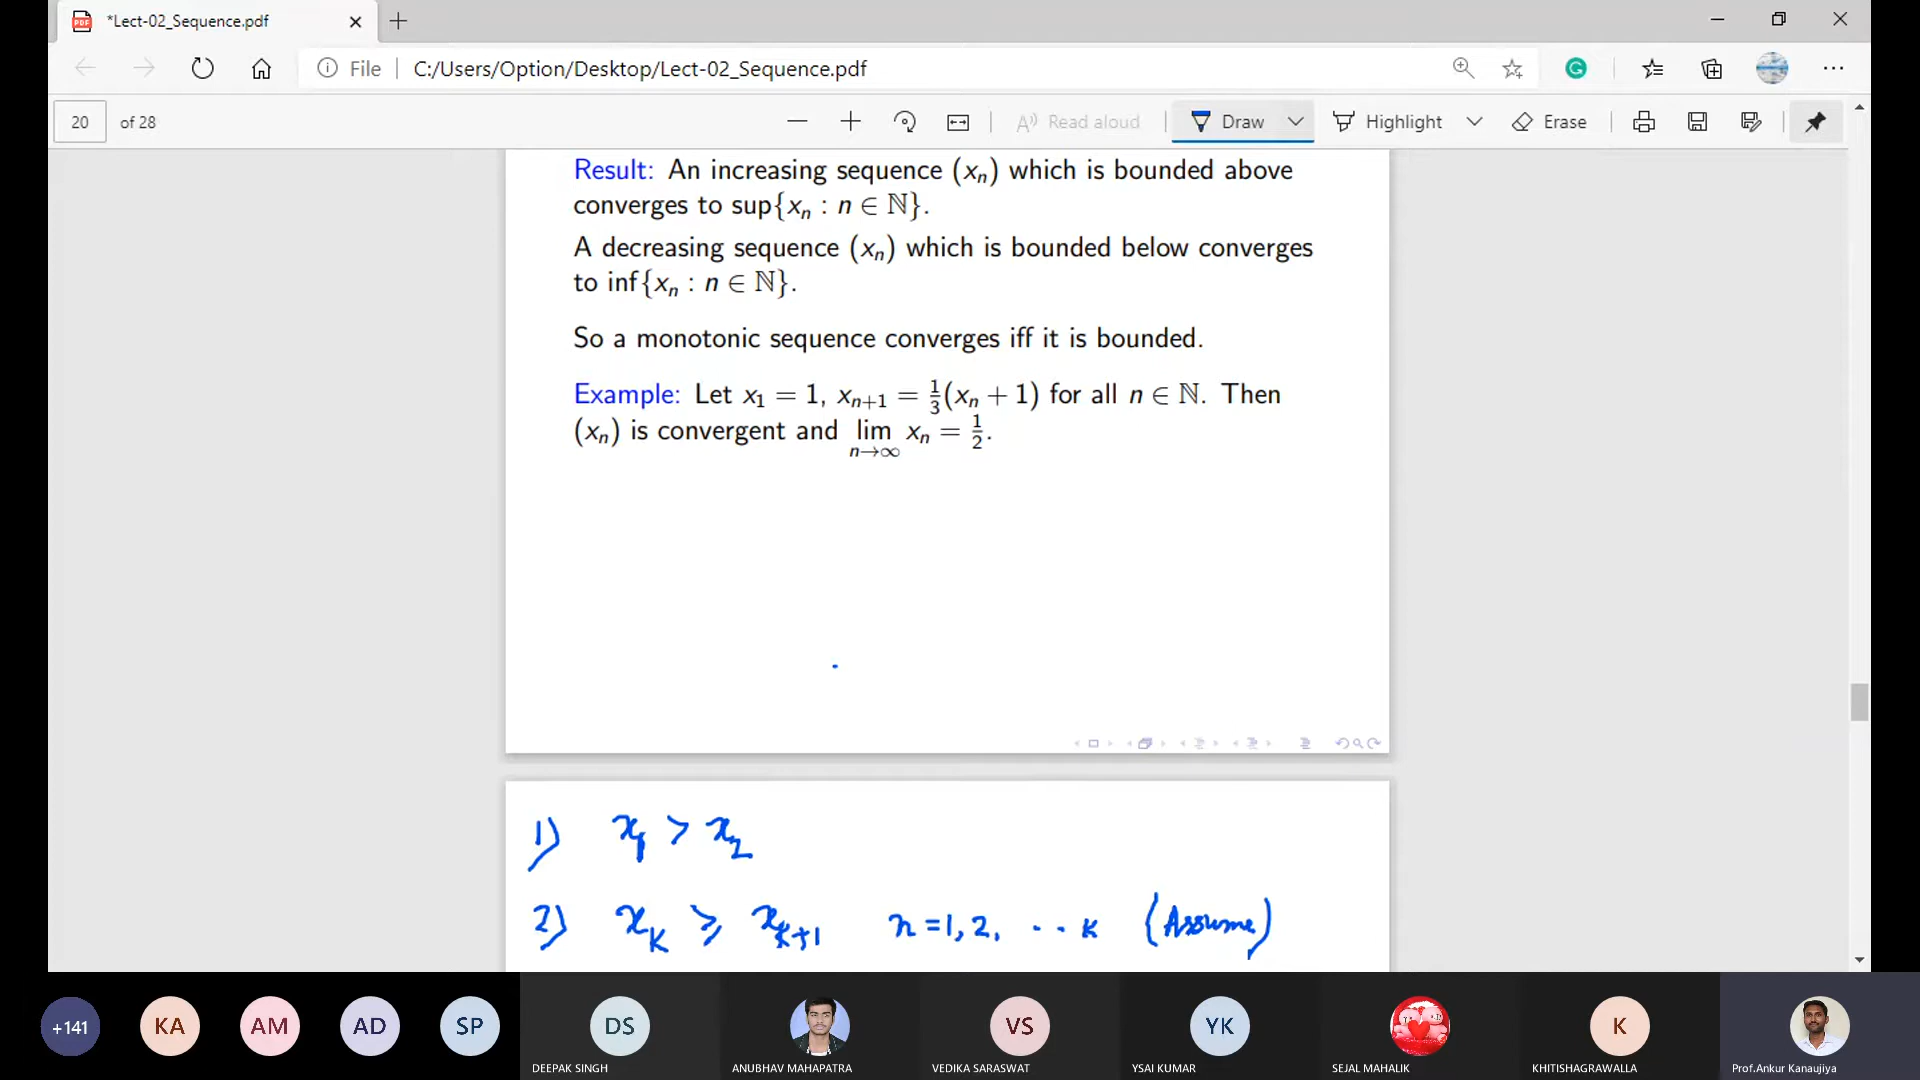 *Lect-02_Sequence.pdf
File | C:/Users/Option/Desktop/Lect-02_Sequence.pdf
20 of 28 Read aloud Draw Highlight Erase
Result: An increasing sequence (xₙ) which is bounded above
converges to sup{xₙ : n ∈ ℕ}.
A decreasing sequence (xₙ) which is bounded below converges
to inf{xₙ : n ∈ ℕ}.
So a monotonic sequence converges iff it is bounded.
Example: Let x₁ = 1, xₙ₊₁ = 1/3(xₙ + 1) for all n ∈ ℕ. Then
(xₙ) is convergent and lim n→∞ xₙ = 1/2.
1) x₁ > x₂
2) x_K ≥ x_K+1 n = 1, 2, .. K (Assume)
+141 KA AM AD SP DS VS YK K
DEEPAK SINGH ANUBHAV MAHAPATRA VEDIKA SARASWAT YSAI KUMAR SEJAL MAHALIK KHITISHAGRAWALLA Prof.Ankur Kanaujiya